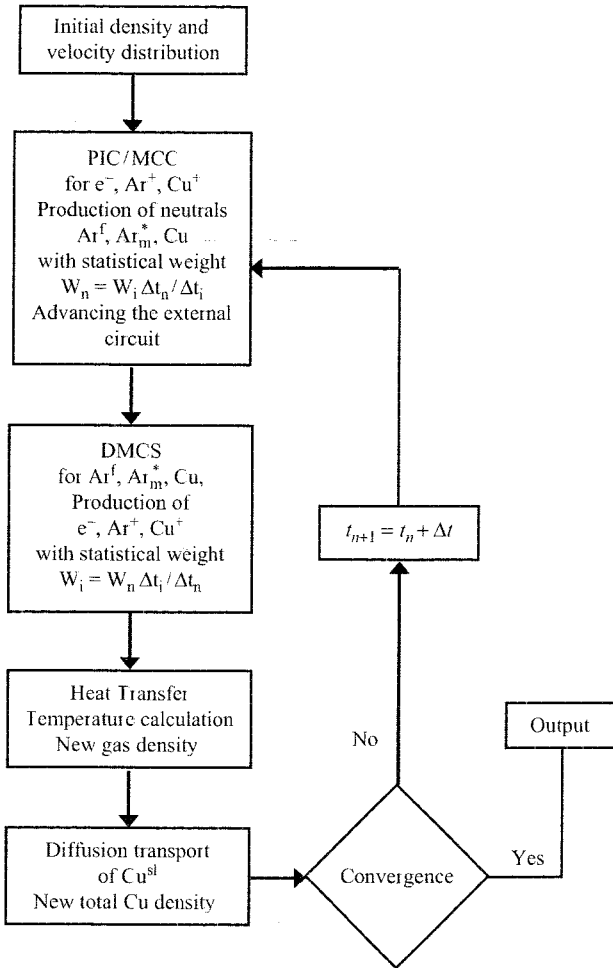 Initial density and
velocity distribution
PIC/MCC
for e⁻, Ar⁺, Cu⁺
Production of neutrals
Arᶠ, Ar*ₘ, Cu
with statistical weight
Wₙ = Wᵢ Δtₙ / Δtᵢ
Advancing the external
circuit
DMCS
for Arᶠ, Ar*ₘ, Cu,
Production of
e⁻, Ar⁺, Cu⁺
with statistical weight
Wᵢ = Wₙ Δtᵢ / Δtₙ
Heat Transfer
Temperature calculation
New gas density
Diffusion transport
of Cuˢˡ
New total Cu density
Convergence
No
tₙ₊₁ = tₙ + Δt
Yes
Output